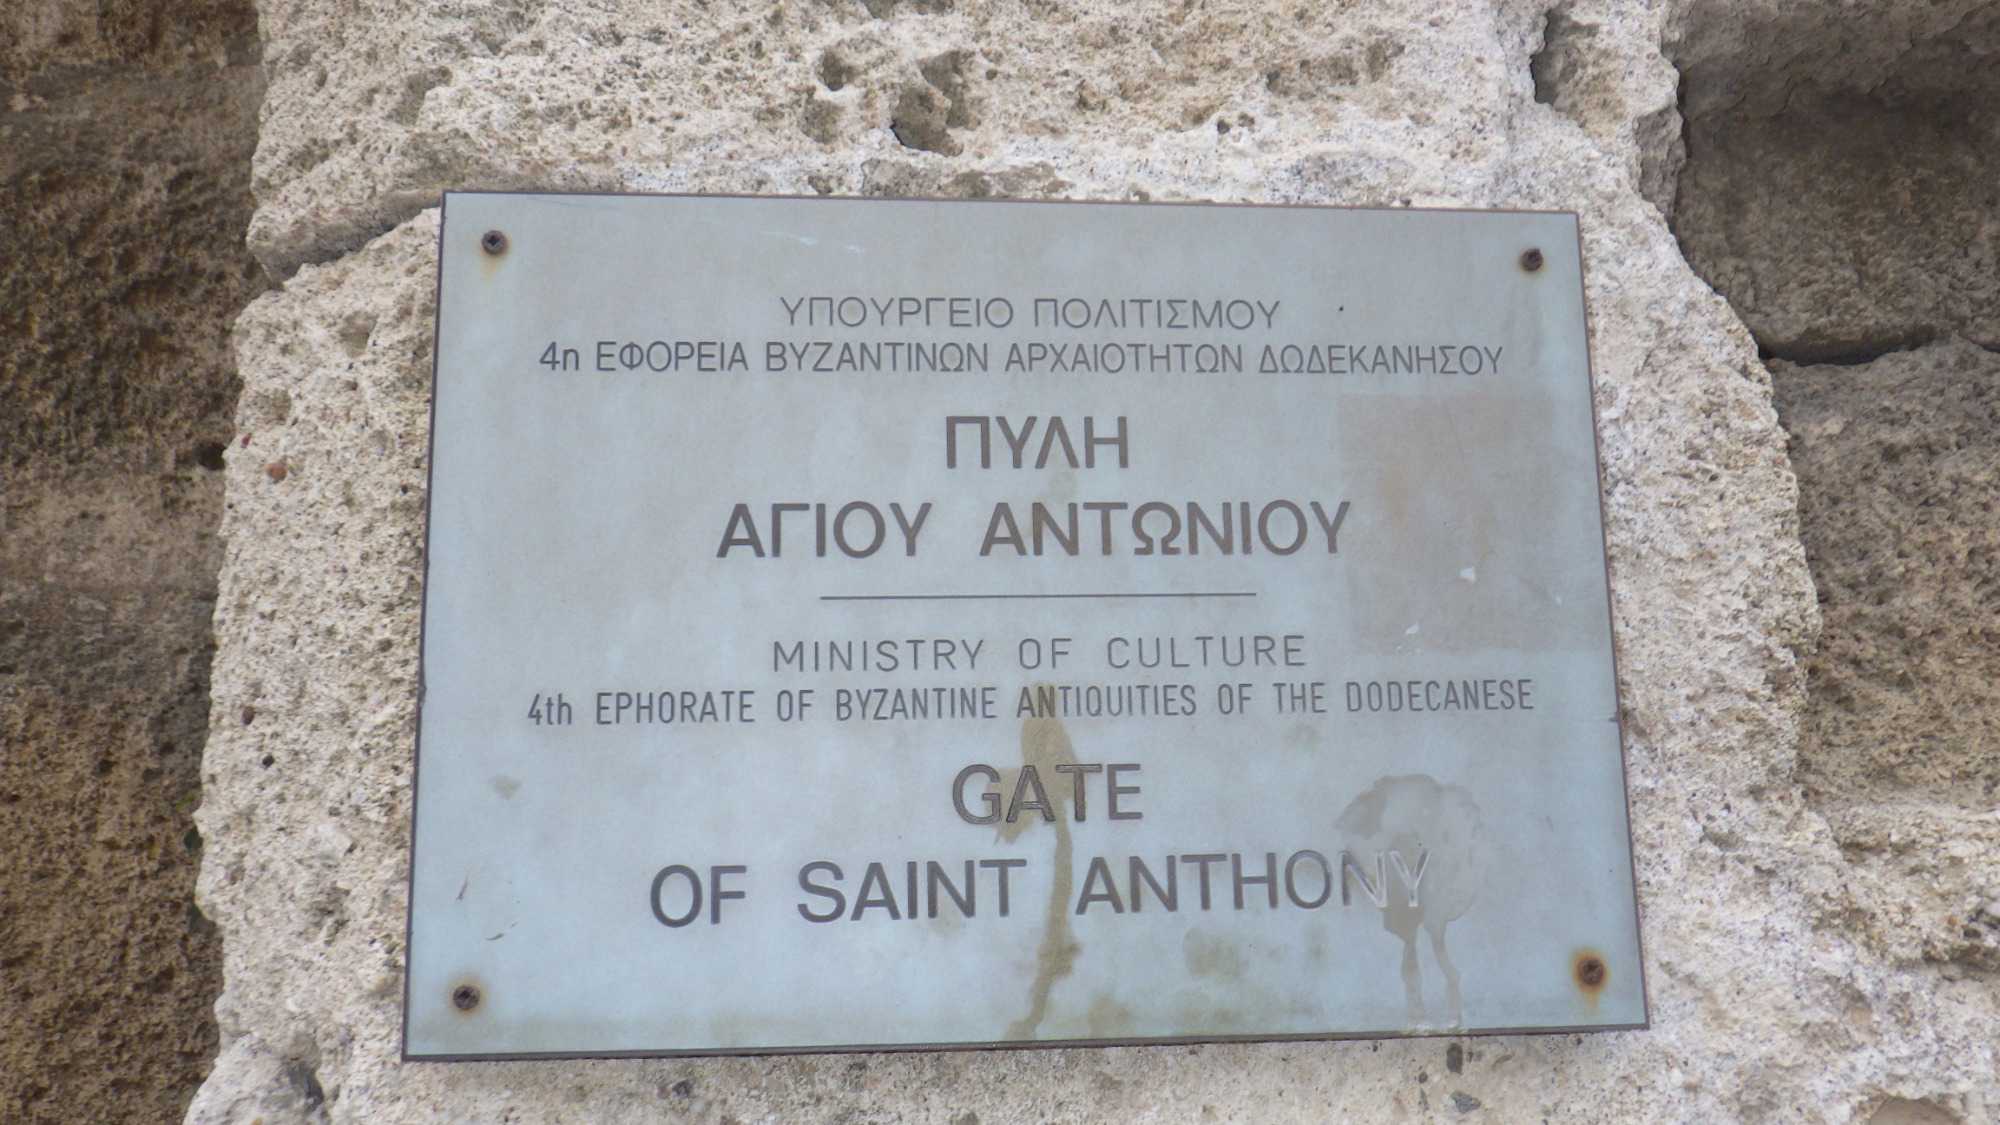 ΥΠΟΥΡΓΕΙΟ ΠΟΛΙΤΙΣΜΟΥ
4η ΕΦΟΡΕΙΑ ΒΥΖΑΝΤΙΝΩΝ ΑΡΧΑΙΟΤΗΤΩΝ ΔΩΔΕΚΑΝΗΣΟΥ
ΠΥΛΗ
ΑΓΙΟΥ ΑΝΤΩΝΙΟΥ
MINISTRY OF CULTURE
4th EPHORATE OF BYZANTINE ANTIQUITIES OF THE DODECANESE
GATE
OF SAINT ANTHONY